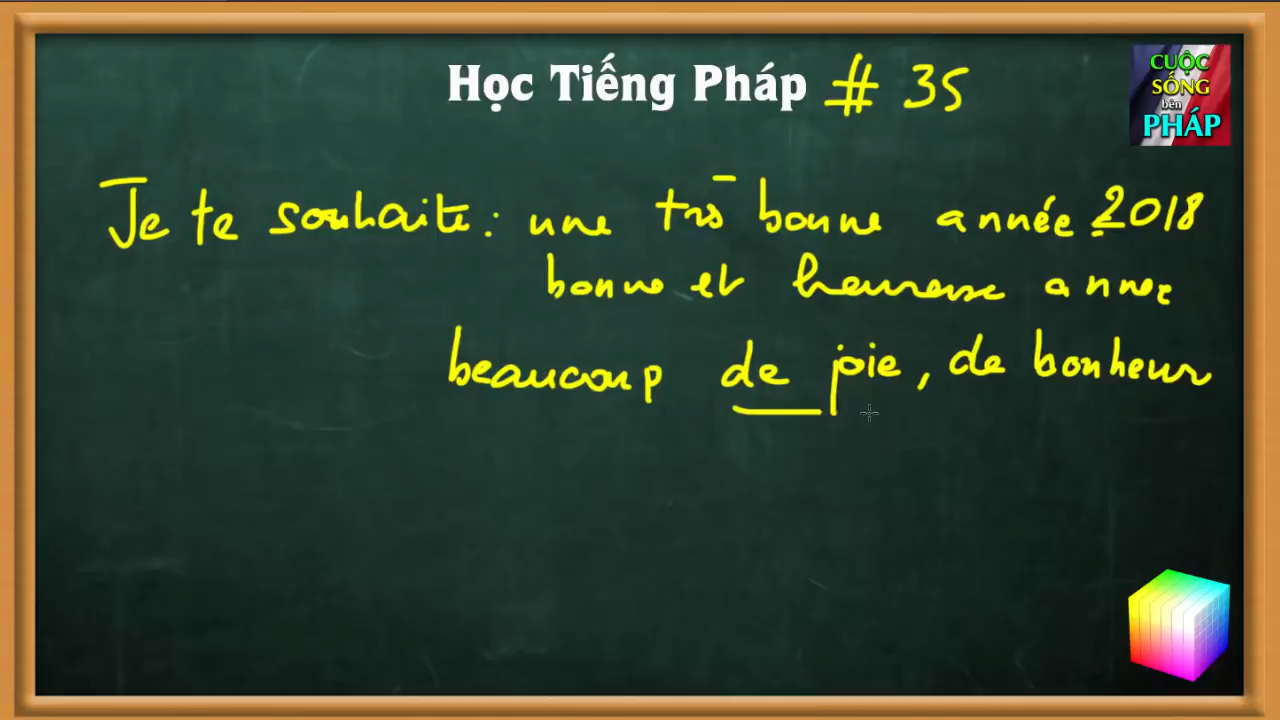 Học Tiếng Pháp # 35
CUỘC
SỐNG
bên
PHÁP
Je te souhaite : une très bonne année 2018
bonne et heureuse année
beaucoup de joie, de bonheur